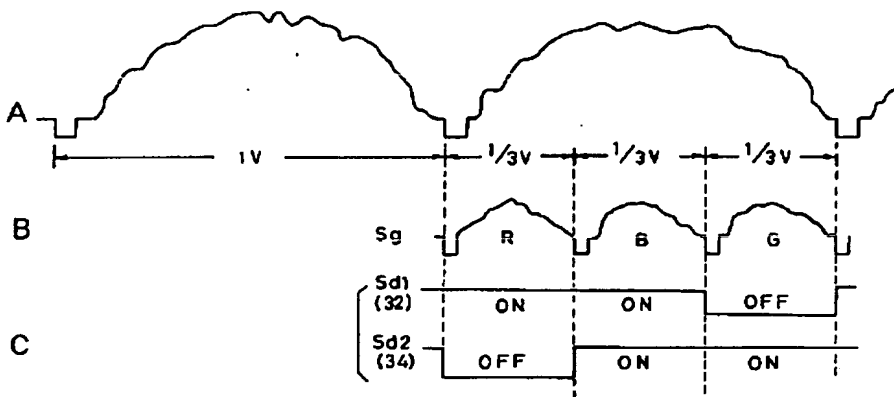 A
1V 1/3V 1/3V 1/3V
B Sg R B G
Sd1 (32) ON ON OFF
C Sd2 (34) OFF ON ON